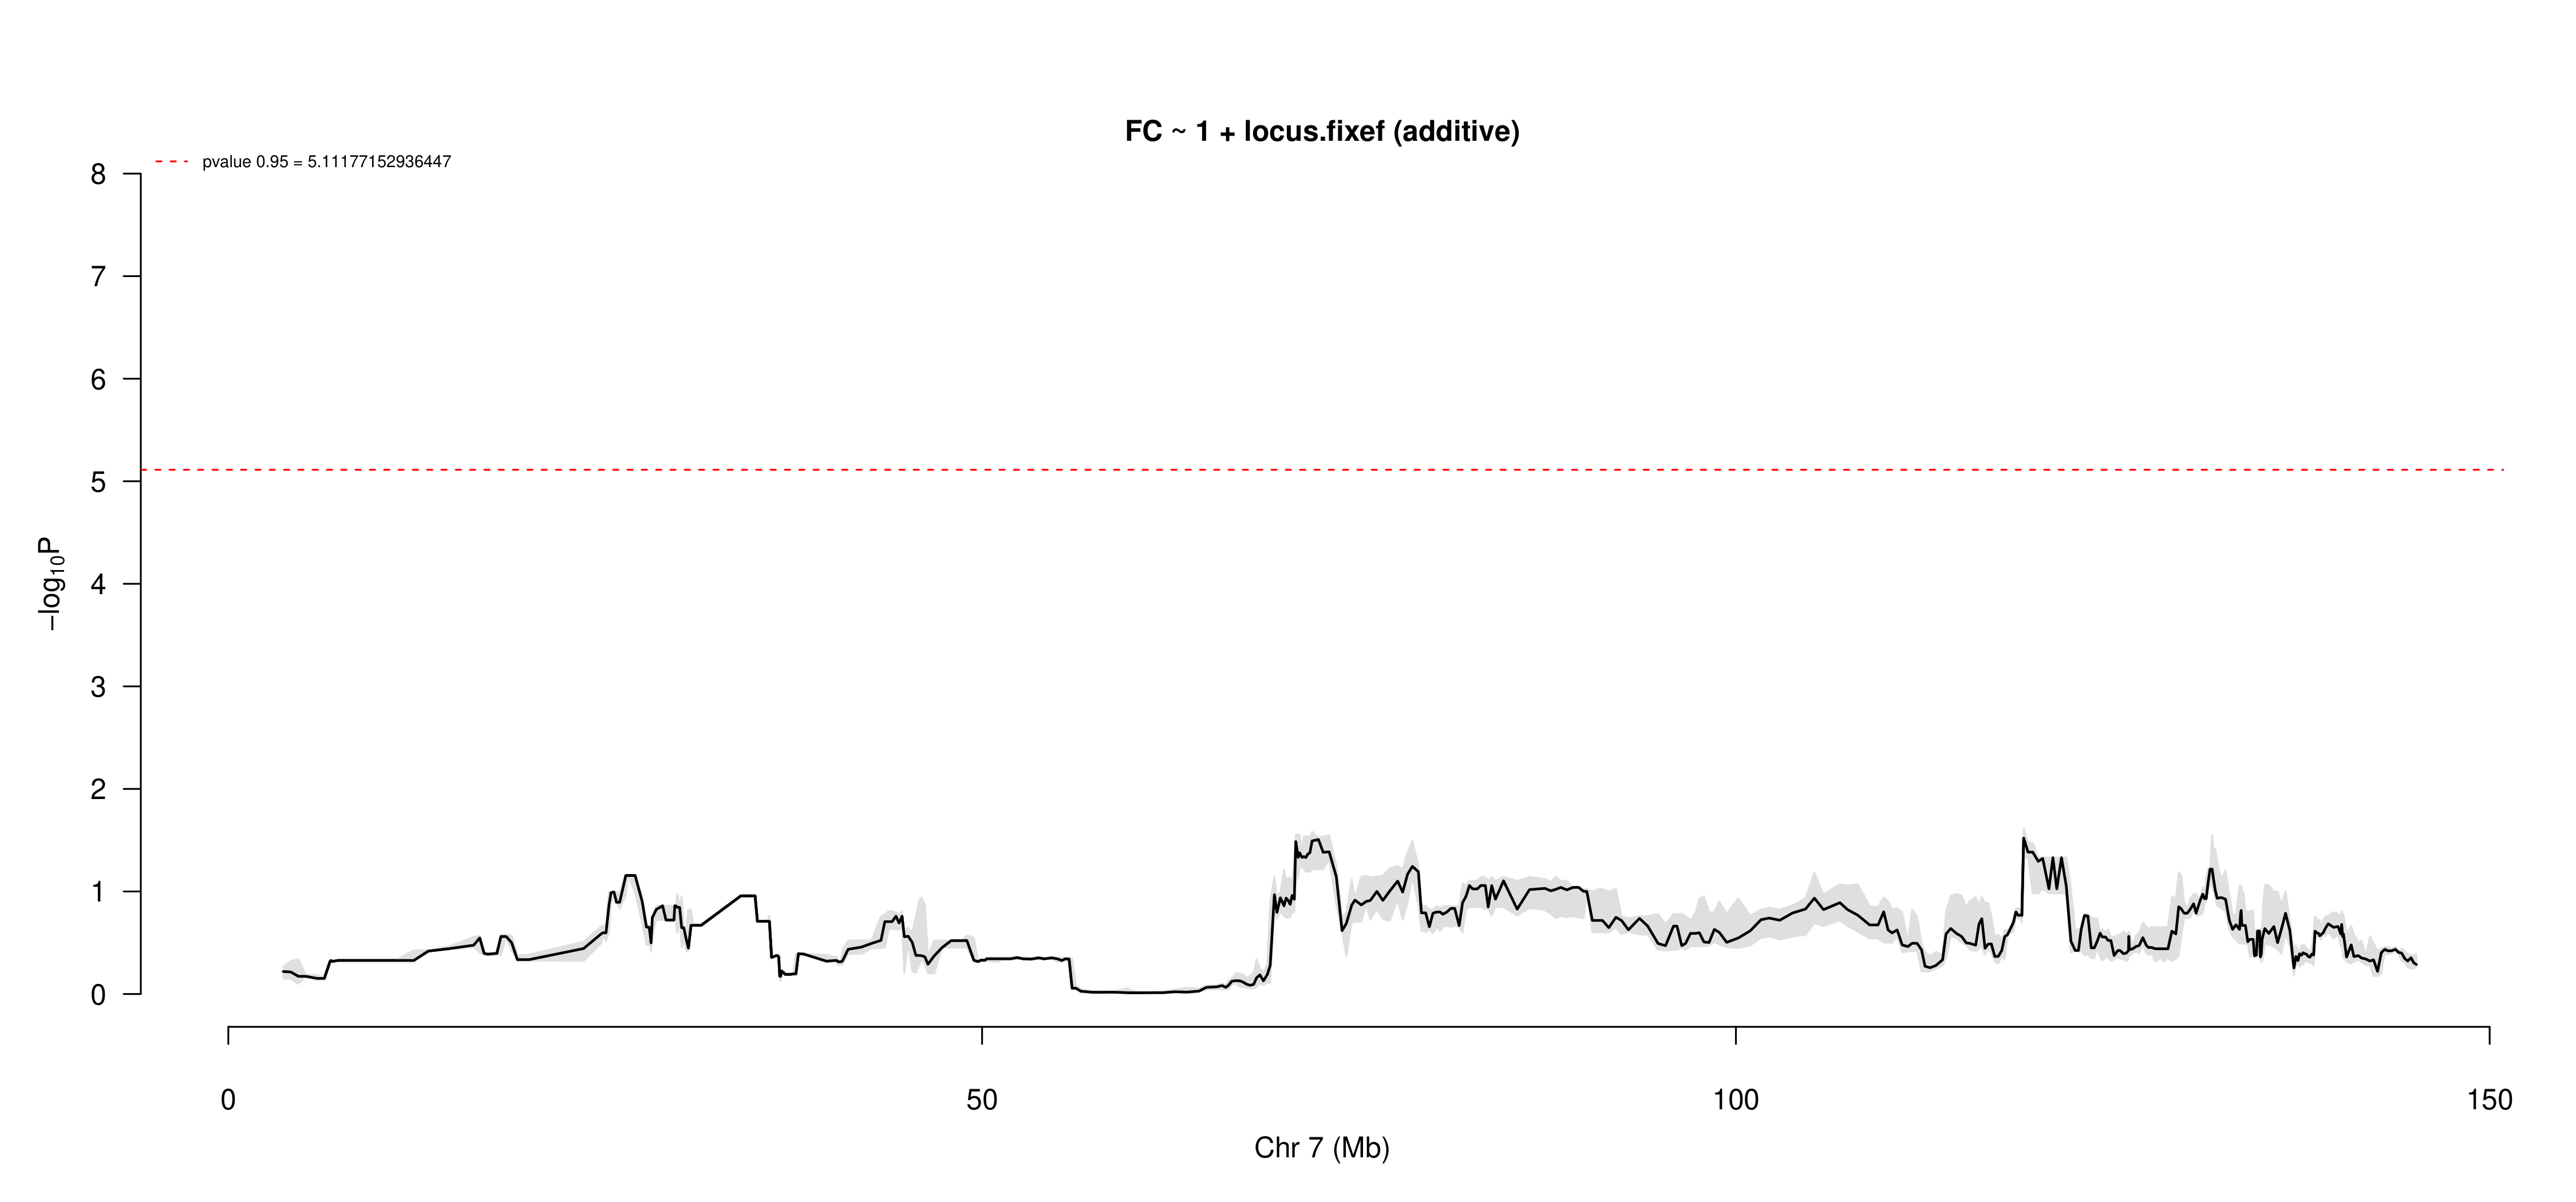 FC ~ 1 + locus.fixef (additive)
pvalue 0.95 = 5.11177152936447
8
7
6
5
4
3
2
1
0
−log10P
0 50 100 150
Chr 7 (Mb)